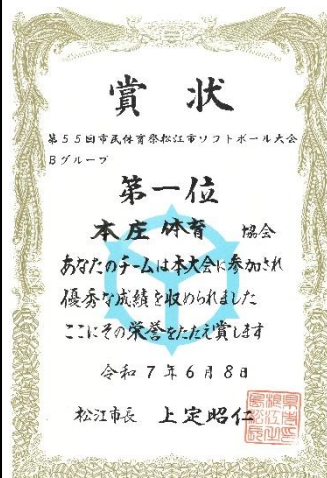 賞状
第55回市民体育祭松江市ソフトボール大会
Bグループ
第一位
本庄体育 協会
あなたのチームは本大会に参加され
優秀な成績を収められました
ここにその栄誉をたたえ賞します
令和7年6月8日
松江市長 上定昭仁